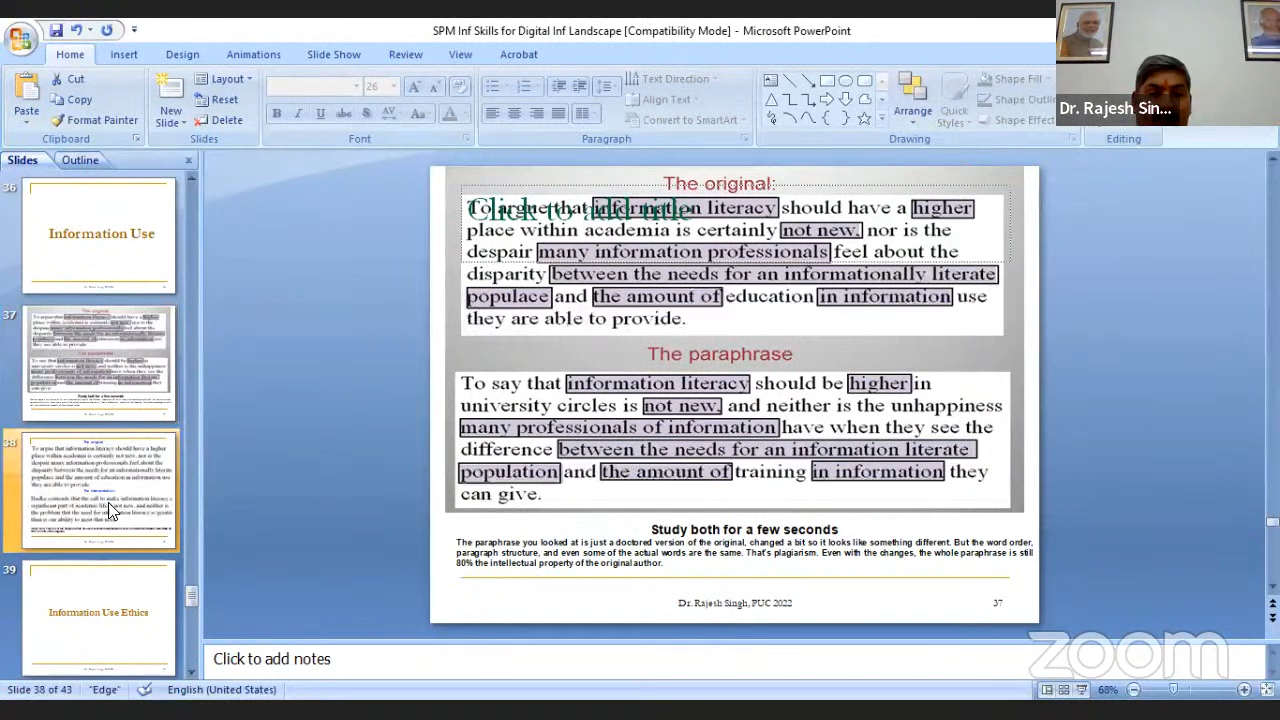 SPM Inf Skills for Digital Inf Landscape [Compatibility Mode] - Microsoft PowerPoint
Home Insert Design Animations Slide Show Review View Acrobat
Cut
Copy
Format Painter
Paste
Clipboard
New
Slide
Layout
Reset
Delete
Slides
26
Font
Text Direction
Align Text
Convert to SmartArt
Paragraph
Arrange
Quick
Styles
Shape Fill
Shape Outli
Shape Effec
Drawing
Editing
Dr. Rajesh Sin...
Slides Outline
36
Information Use
37
38
39
Information Use Ethics
The original:
Click to add title
To argue that information literacy should have a higher
place within academia is certainly not new, nor is the
despair many information professionals feel about the
disparity between the needs for an informationally literate
populace and the amount of education in information use
they are able to provide.
The paraphrase
To say that information literacy should be higher in
university circles is not new, and neither is the unhappiness
many professionals of information have when they see the
difference between the needs for an information literate
population and the amount of training in information they
can give.
Study both for a few seconds
The paraphrase you looked at is just a doctored version of the original, changed a bit so it looks like something different. But the word order,
paragraph structure, and even some of the actual words are the same. That's plagiarism. Even with the changes, the whole paraphrase is still
80% the intellectual property of the original author.
Dr. Rajesh Singh, PUC 2022 37
Click to add notes
zoom
Slide 38 of 43 "Edge" English (United States) 68%